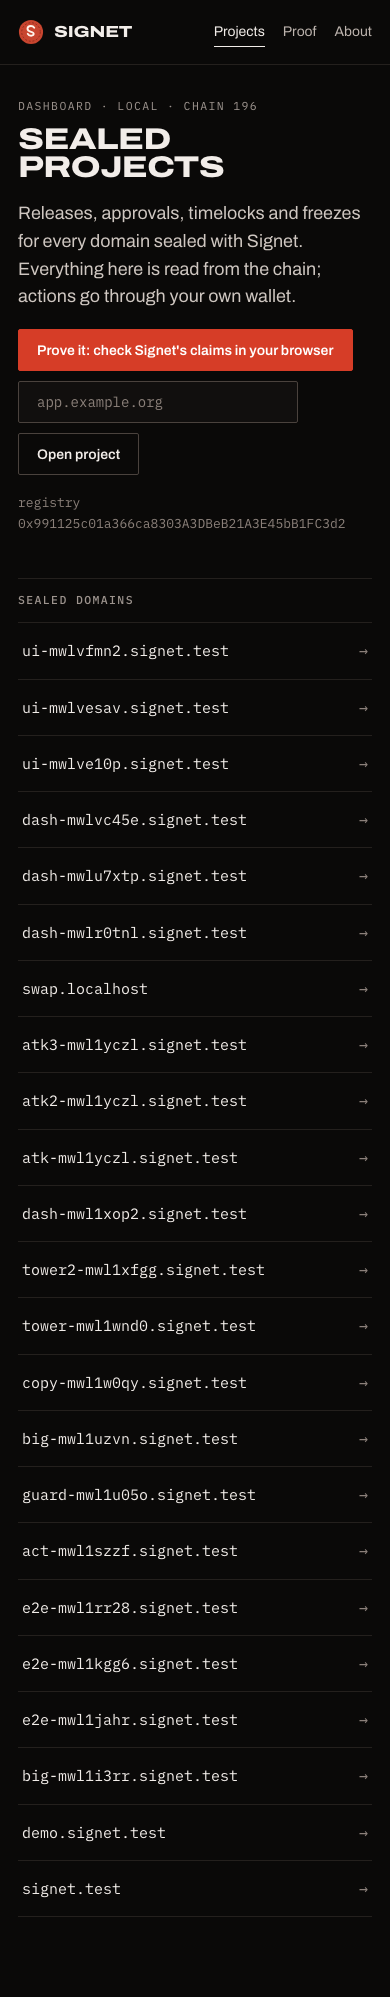 S SIGNET Projects Proof About
DASHBOARD · LOCAL · CHAIN 196
SEALED
PROJECTS
Releases, approvals, timelocks and freezes
for every domain sealed with Signet.
Everything here is read from the chain;
actions go through your own wallet.
Prove it: check Signet's claims in your browser
app.example.org
Open project
registry
0x991125c01a366ca8303A3DBeB21A3E45bB1FC3d2
SEALED DOMAINS
ui-mwlvfmn2.signet.test →
ui-mwlvesav.signet.test →
ui-mwlve10p.signet.test →
dash-mwlvc45e.signet.test →
dash-mwlu7xtp.signet.test →
dash-mwlr0tnl.signet.test →
swap.localhost →
atk3-mwl1yczl.signet.test →
atk2-mwl1yczl.signet.test →
atk-mwl1yczl.signet.test →
dash-mwl1xop2.signet.test →
tower2-mwl1xfgg.signet.test →
tower-mwl1wnd0.signet.test →
copy-mwl1w0qy.signet.test →
big-mwl1uzvn.signet.test →
guard-mwl1u05o.signet.test →
act-mwl1szzf.signet.test →
e2e-mwl1rr28.signet.test →
e2e-mwl1kgg6.signet.test →
e2e-mwl1jahr.signet.test →
big-mwl1i3rr.signet.test →
demo.signet.test →
signet.test →